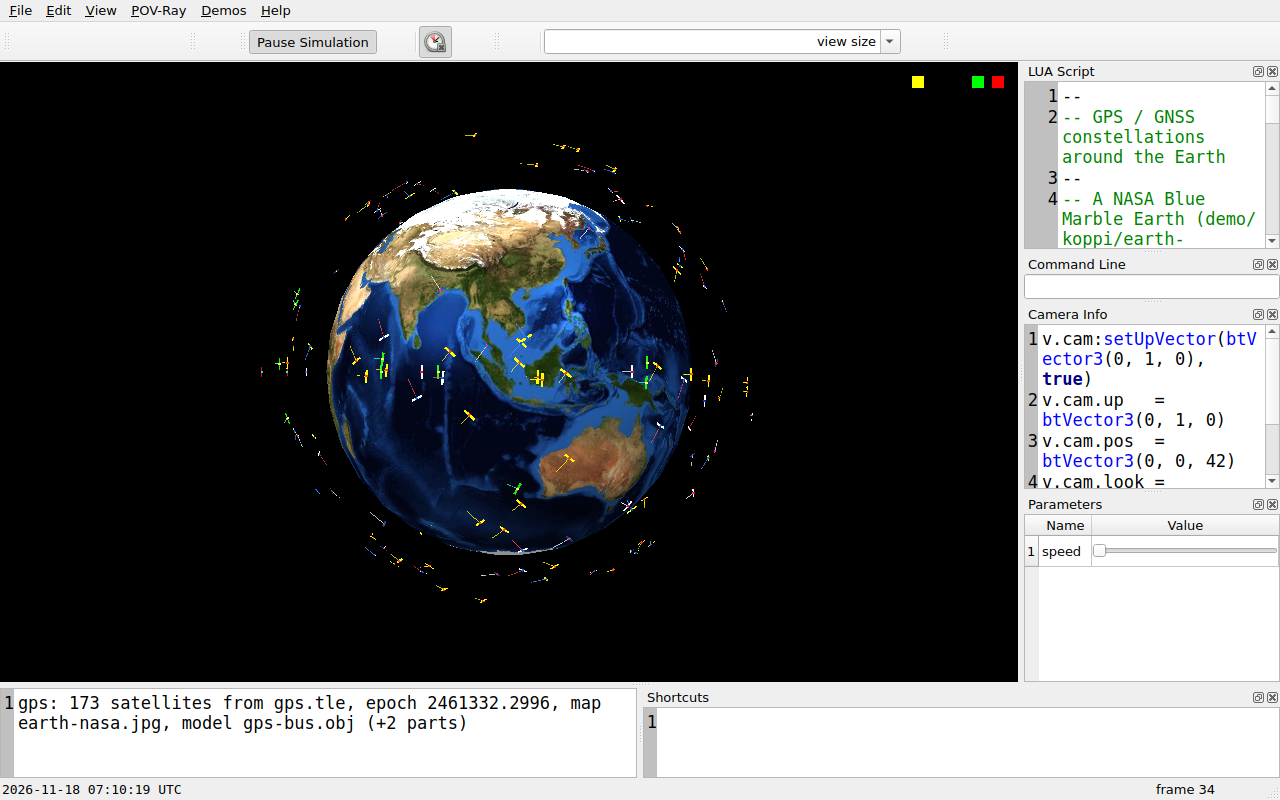 File Edit View POV-Ray Demos Help
Pause Simulation
view size
LUA Script
1 --
2 -- GPS / GNSS
constellations
around the Earth
3 --
4 -- A NASA Blue
Marble Earth (demo/
koppi/earth-
Command Line
Camera Info
1 v.cam:setUpVector(btV
ector3(0, 1, 0),
true)
2 v.cam.up   =
btVector3(0, 1, 0)
3 v.cam.pos  =
btVector3(0, 0, 42)
4 v.cam.look =
Parameters
Name Value
1 speed
1 gps: 173 satellites from gps.tle, epoch 2461332.2996, map
earth-nasa.jpg, model gps-bus.obj (+2 parts)
Shortcuts
1
2026-11-18 07:10:19 UTC
frame 34